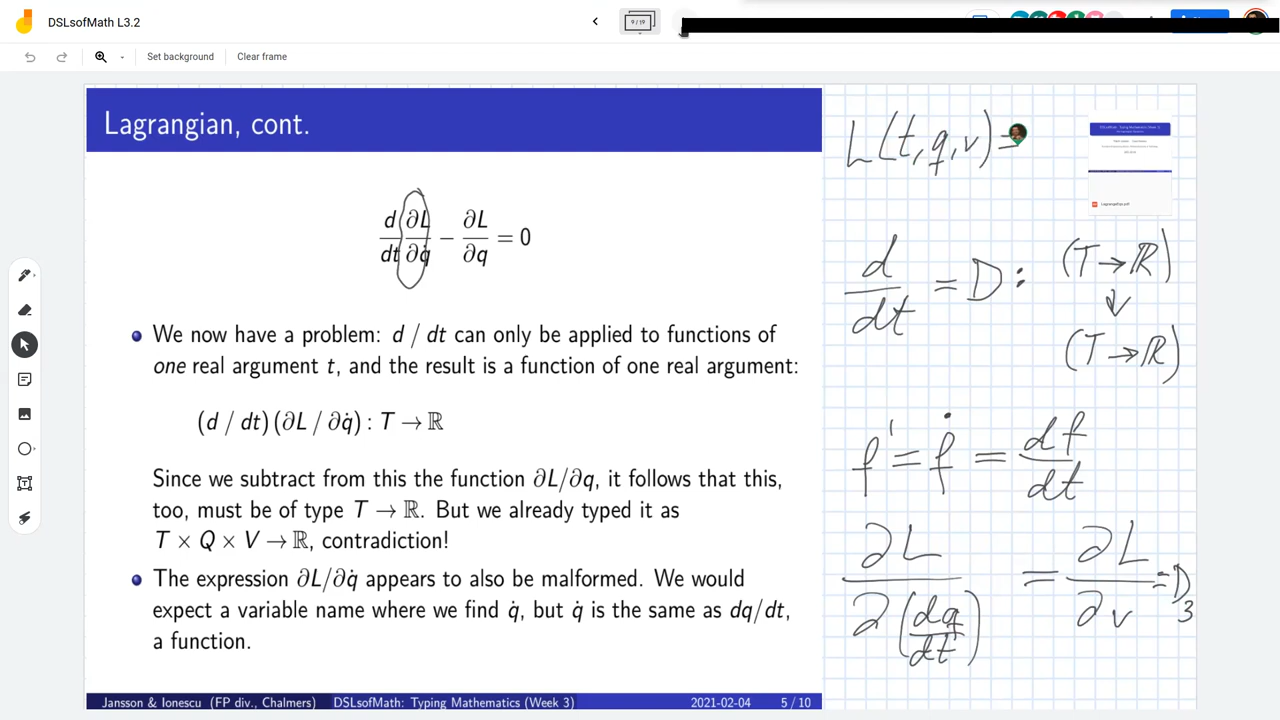 DSLsofMath L3.2
9 / 19
Set background
Clear frame
Lagrangian, cont.
d/dt ∂L/∂q̇ − ∂L/∂q = 0
We now have a problem: d / dt can only be applied to functions of
one real argument t, and the result is a function of one real argument:
(d / dt) (∂L / ∂q̇) : T → ℝ
Since we subtract from this the function ∂L/∂q, it follows that this,
too, must be of type T → ℝ. But we already typed it as
T × Q × V → ℝ, contradiction!
The expression ∂L/∂q̇ appears to also be malformed. We would
expect a variable name where we find q̇, but q̇ is the same as dq/dt,
a function.
Jansson & Ionescu (FP div., Chalmers) DSLsofMath: Typing Mathematics (Week 3) 2021-02-04 5 / 10
L(t, q, v) =
d/dt = D : (T → ℝ)
↓
(T → ℝ)
f' = ḟ = df/dt
∂L/∂(dq/dt) = ∂L/∂v = D₃